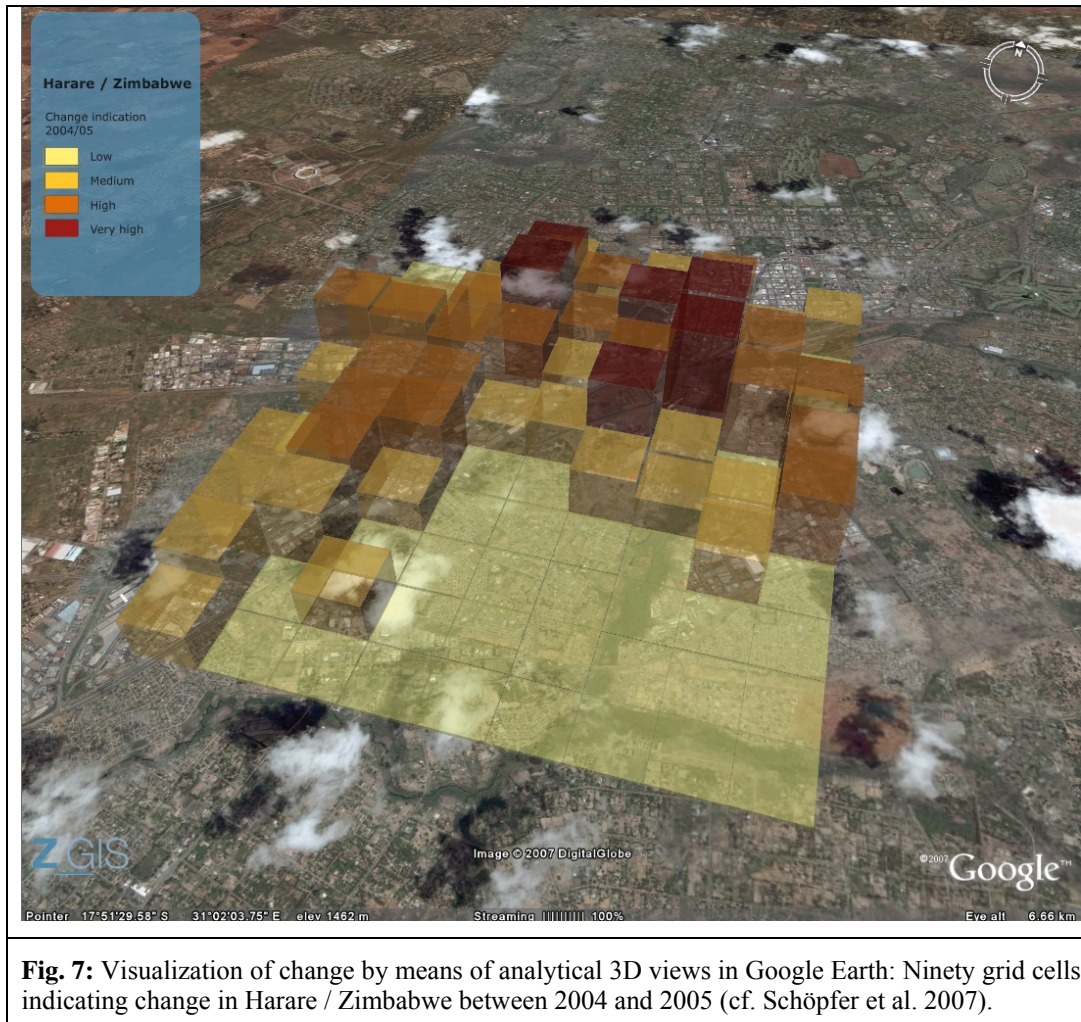 Harare / Zimbabwe
Change indication
2004/05
Low
Medium
High
Very high
N
Z_GIS
Image © 2007 DigitalGlobe
©2007 Google™
Pointer 17°51'29.58" S 31°02'03.75" E elev 1462 m
Streaming |||||||||| 100%
Eye alt 6.66 km
Fig. 7: Visualization of change by means of analytical 3D views in Google Earth: Ninety grid cells
indicating change in Harare / Zimbabwe between 2004 and 2005 (cf. Schöpfer et al. 2007).